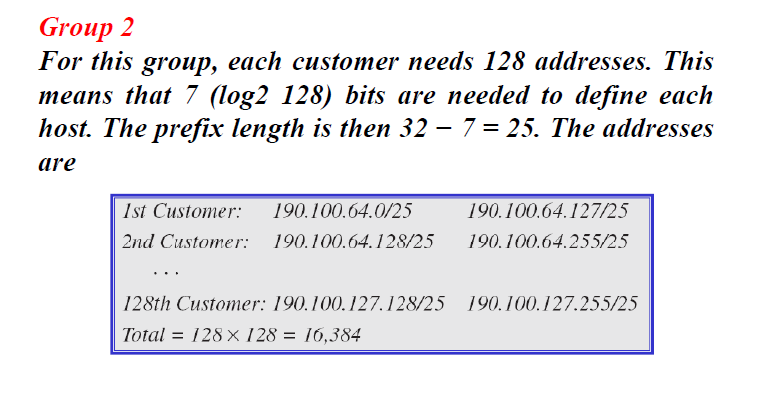 Group 2
For this group, each customer needs 128 addresses. This
means that 7 (log2 128) bits are needed to define each
host. The prefix length is then 32 − 7 = 25. The addresses
are
1st Customer: 190.100.64.0/25 190.100.64.127/25
2nd Customer: 190.100.64.128/25 190.100.64.255/25
...
128th Customer: 190.100.127.128/25 190.100.127.255/25
Total = 128 × 128 = 16,384